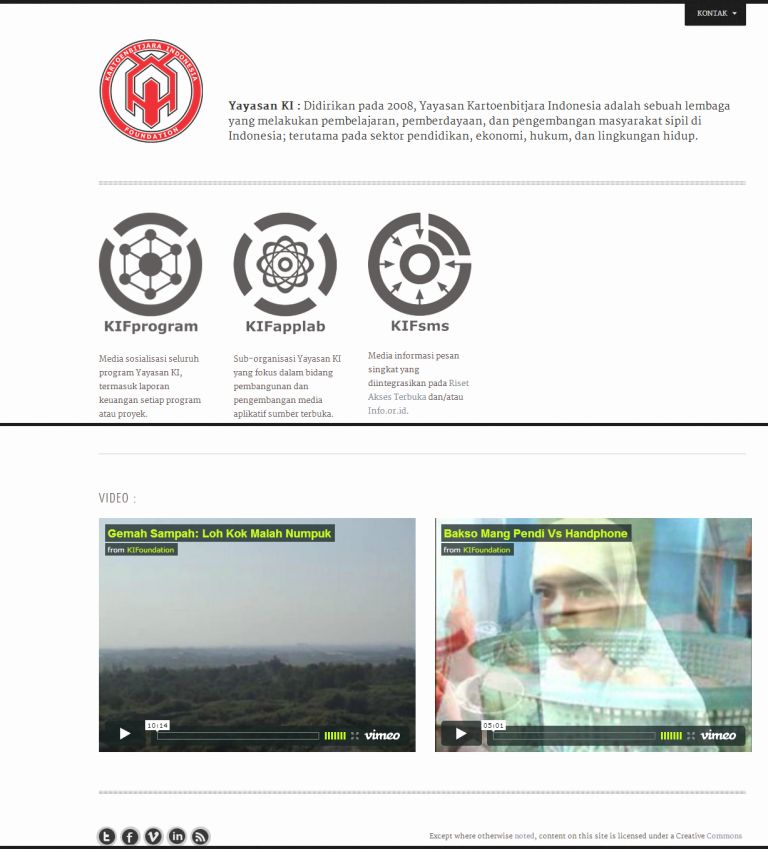 KONTAK
KARTOENBITJARA INDONESIA
FOUNDATION
Yayasan KI : Didirikan pada 2008, Yayasan Kartoenbitjara Indonesia adalah sebuah lembaga
yang melakukan pembelajaran, pemberdayaan, dan pengembangan masyarakat sipil di
Indonesia; terutama pada sektor pendidikan, ekonomi, hukum, dan lingkungan hidup.
KIFprogram
Media sosialisasi seluruh
program Yayasan KI,
termasuk laporan
keuangan setiap program
atau proyek.
KIFapplab
Sub-organisasi Yayasan KI
yang fokus dalam bidang
pembangunan dan
pengembangan media
aplikatif sumber terbuka.
KIFsms
Media informasi pesan
singkat yang
diintegrasikan pada Riset
Akses Terbuka dan/atau
Info.or.id.
VIDEO :
Gemah Sampah: Loh Kok Malah Numpuk
from KIFoundation
10:14
vimeo
Bakso Mang Pendi Vs Handphone
from KIFoundation
05:01
vimeo
Except where otherwise noted, content on this site is licensed under a Creative Commons